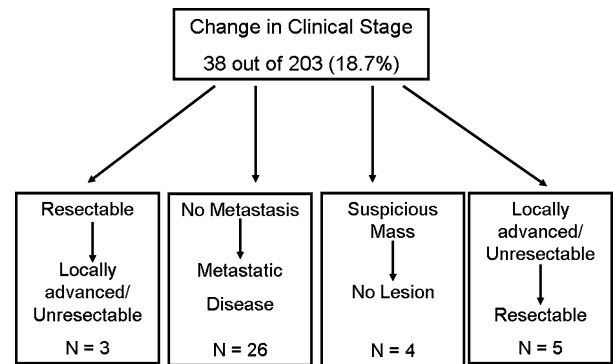 Change in Clinical Stage
38 out of 203 (18.7%)
Resectable
Locally
advanced/
Unresectable
N = 3
No Metastasis
Metastatic
Disease
N = 26
Suspicious
Mass
No Lesion
N = 4
Locally
advanced/
Unresectable
Resectable
N = 5